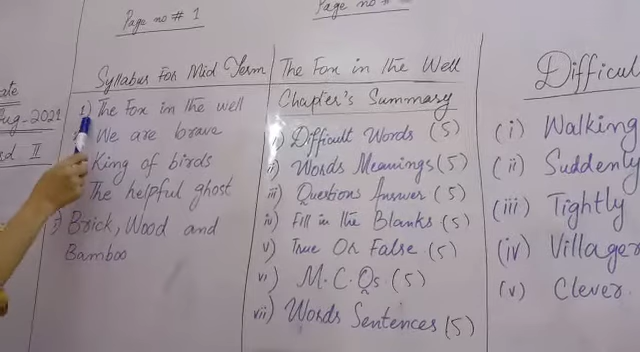 Page no # 1
Page no #
Aug-2021
II
Syllabus For Mid Term
1) The Fox in the well
We are brave
King of birds
The helpful ghost
Brick, Wood and
Bamboo
The Fox in the Well
Chapter's Summary
i) Difficult Words (5)
ii) Words Meanings (5)
iii) Questions Answer (5)
iv) Fill in the Blanks (5)
v) True Or False (5)
vi) M.C.Qs (5)
vii) Words Sentences (5)
(i) Walking
(ii) Suddenly
(iii) Tightly
(iv) Villager
(v) Clever.